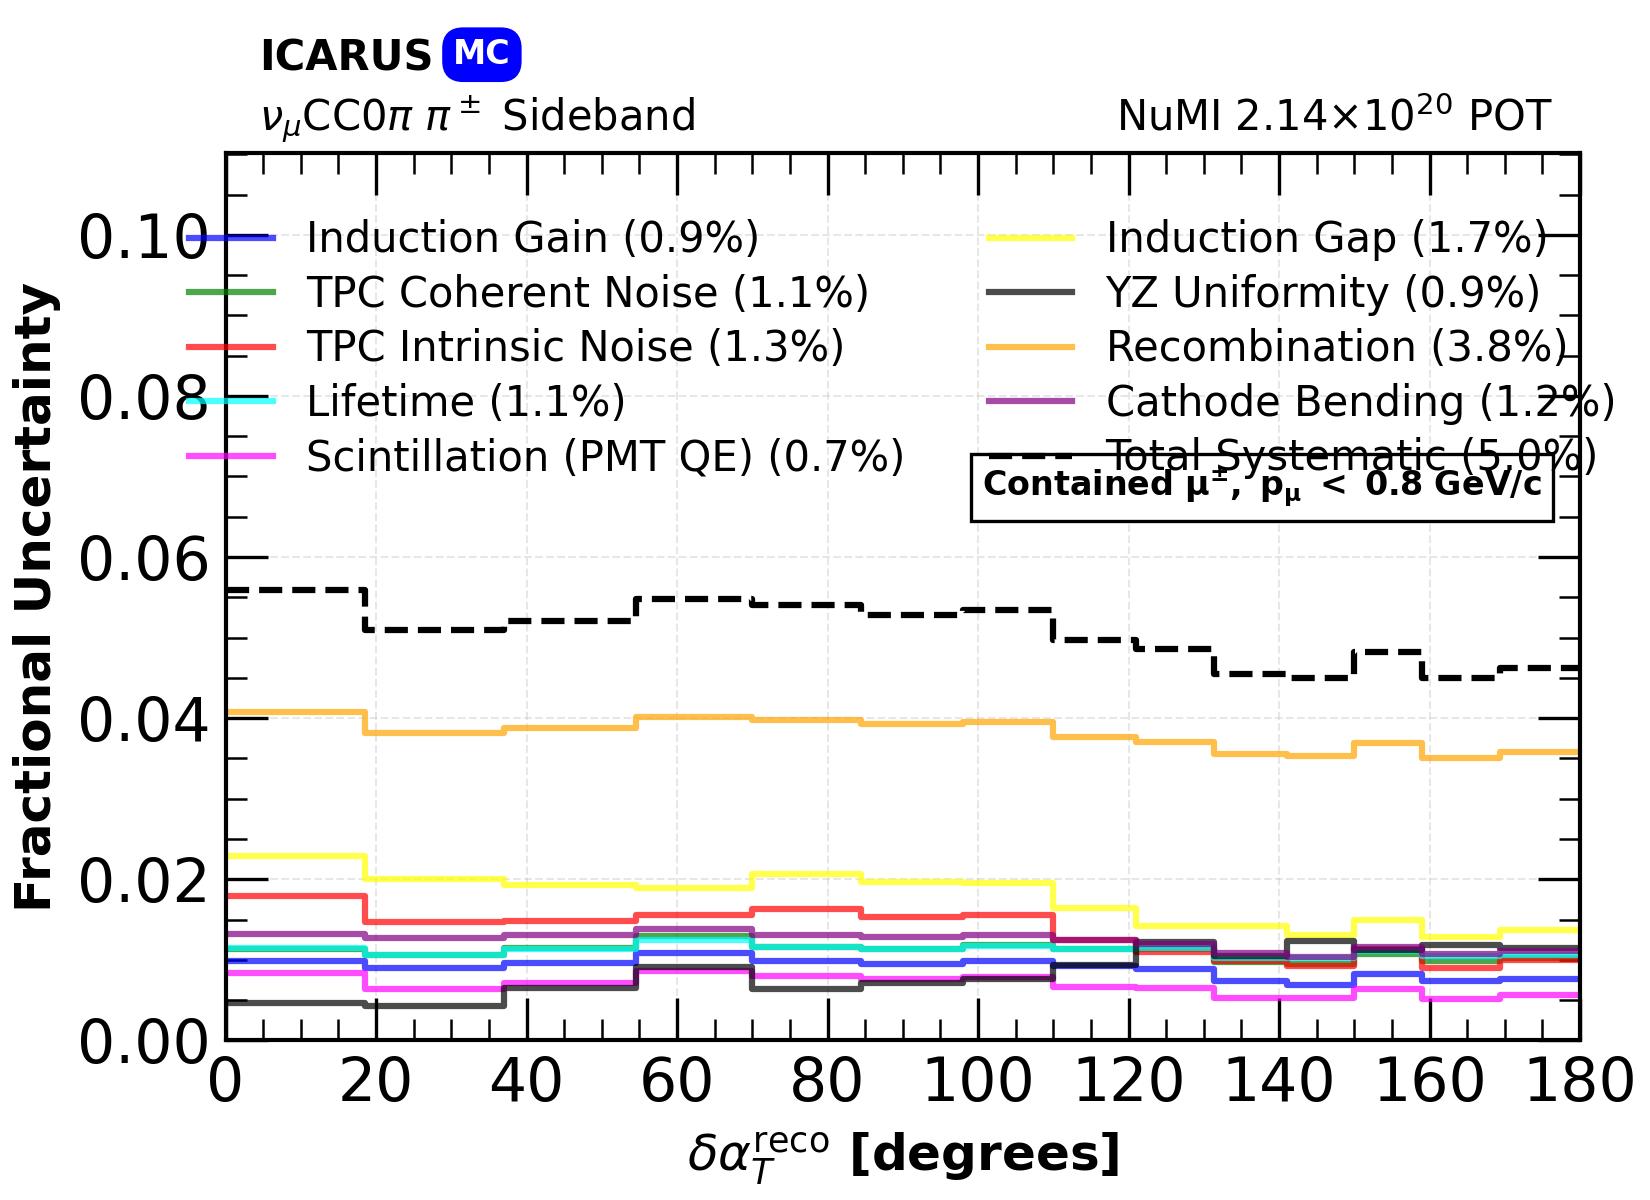 ICARUS MC
νμCC0π π± Sideband
NuMI 2.14×10²⁰ POT
Induction Gain (0.9%)
TPC Coherent Noise (1.1%)
TPC Intrinsic Noise (1.3%)
Lifetime (1.1%)
Scintillation (PMT QE) (0.7%)
Induction Gap (1.7%)
YZ Uniformity (0.9%)
Recombination (3.8%)
Cathode Bending (1.2%)
Total Systematic (5.0%)
Contained μ±, pμ < 0.8 GeV/c
Fractional Uncertainty
0.10
0.08
0.06
0.04
0.02
0.00
0 20 40 60 80 100 120 140 160 180
δα_T^reco [degrees]